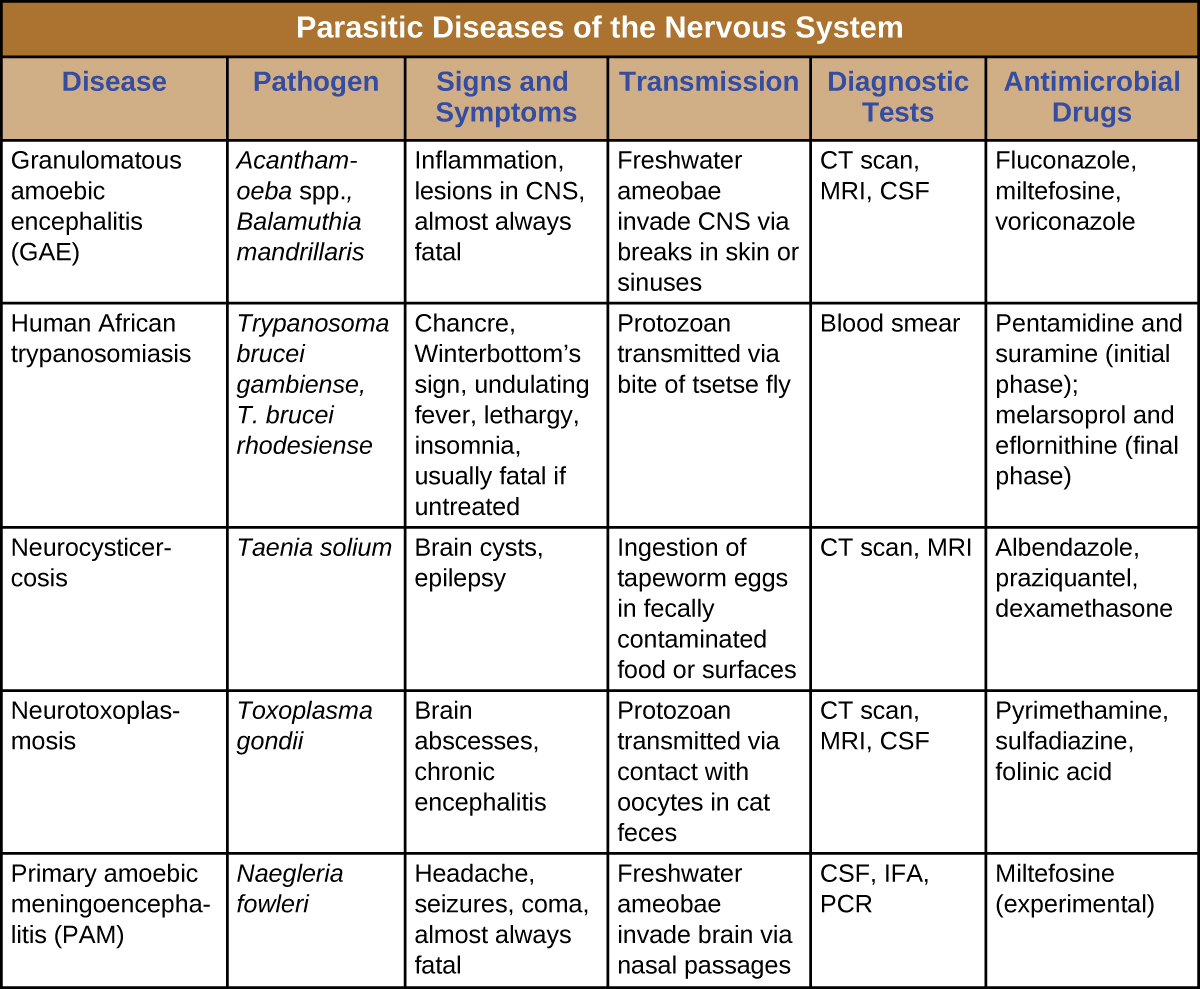 Parasitic Diseases of the Nervous System
Disease
Pathogen
Signs and
Symptoms
Transmission
Diagnostic
Tests
Antimicrobial
Drugs
Granulomatous
amoebic
encephalitis
(GAE)
Acantham-
oeba spp.,
Balamuthia
mandrillaris
Inflammation,
lesions in CNS,
almost always
fatal
Freshwater
ameobae
invade CNS via
breaks in skin or
sinuses
CT scan,
MRI, CSF
Fluconazole,
miltefosine,
voriconazole
Human African
trypanosomiasis
Trypanosoma
brucei
gambiense,
T. brucei
rhodesiense
Chancre,
Winterbottom’s
sign, undulating
fever, lethargy,
insomnia,
usually fatal if
untreated
Protozoan
transmitted via
bite of tsetse fly
Blood smear
Pentamidine and
suramine (initial
phase);
melarsoprol and
eflornithine (final
phase)
Neurocysticer-
cosis
Taenia solium
Brain cysts,
epilepsy
Ingestion of
tapeworm eggs
in fecally
contaminated
food or surfaces
CT scan, MRI
Albendazole,
praziquantel,
dexamethasone
Neurotoxoplas-
mosis
Toxoplasma
gondii
Brain
abscesses,
chronic
encephalitis
Protozoan
transmitted via
contact with
oocytes in cat
feces
CT scan,
MRI, CSF
Pyrimethamine,
sulfadiazine,
folinic acid
Primary amoebic
meningoencepha-
litis (PAM)
Naegleria
fowleri
Headache,
seizures, coma,
almost always
fatal
Freshwater
ameobae
invade brain via
nasal passages
CSF, IFA,
PCR
Miltefosine
(experimental)